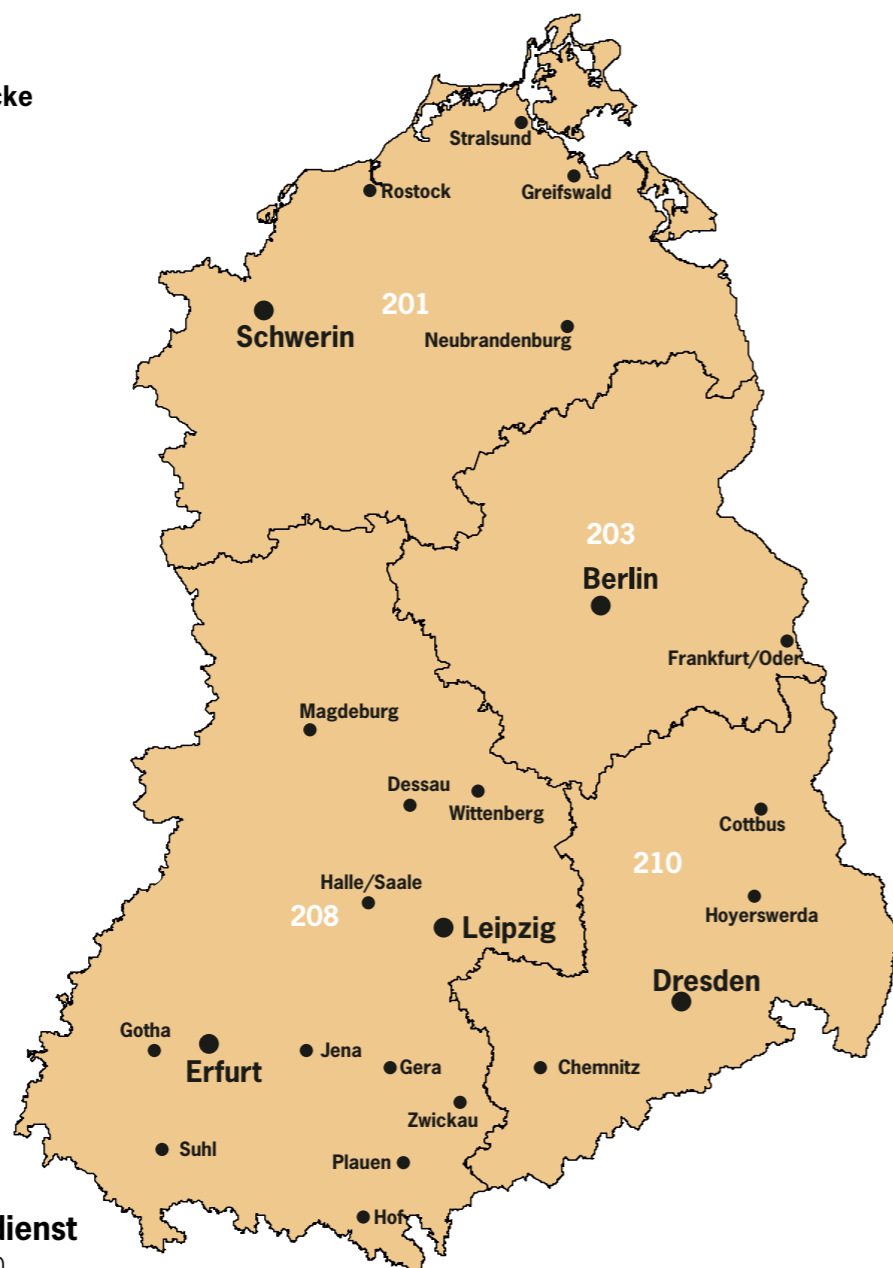 cke
Stralsund
Rostock
Greifswald
201
Schwerin
Neubrandenburg
203
Berlin
Frankfurt/Oder
Magdeburg
Dessau
Wittenberg
Cottbus
210
Halle/Saale
208
Hoyerswerda
Leipzig
Dresden
Gotha
Jena
Erfurt
Gera
Chemnitz
Zwickau
Suhl
Plauen
Hof
dienst